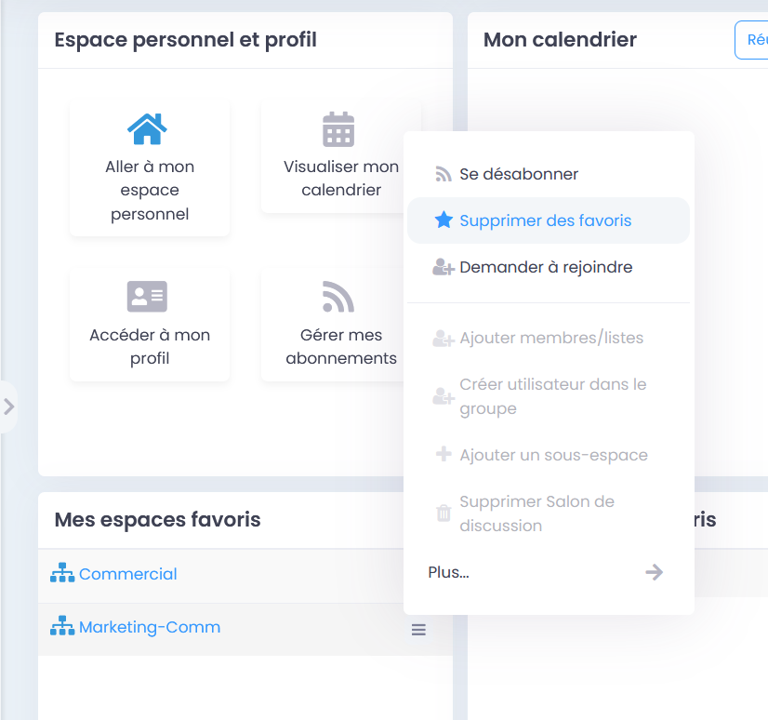 Espace personnel et profil
Mon calendrier
Aller à mon
espace
personnel
Visualiser mon
calendrier
Accéder à mon
profil
Gérer mes
abonnements
Se désabonner
Supprimer des favoris
Demander à rejoindre
Ajouter membres/listes
Créer utilisateur dans le
groupe
Ajouter un sous-espace
Supprimer Salon de
discussion
Plus...
Mes espaces favoris
Commercial
Marketing-Comm